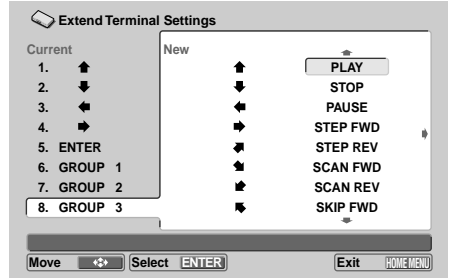 Extend Terminal Settings
Current New
1. ⬆ ⬆ PLAY
2. ⬇ ⬇ STOP
3. ⬅ ⬅ PAUSE
4. ➡ ➡ STEP FWD
5. ENTER STEP REV
6. GROUP 1 SCAN FWD
7. GROUP 2 SCAN REV
8. GROUP 3 SKIP FWD
Move Select ENTER Exit HOME MENU